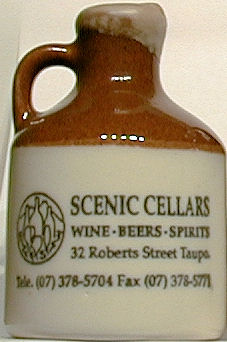 SCENIC CELLARS
WINE · BEERS · SPIRITS
32 Roberts Street Taupo.
Tele. (07) 378-5704 Fax (07) 378-5771